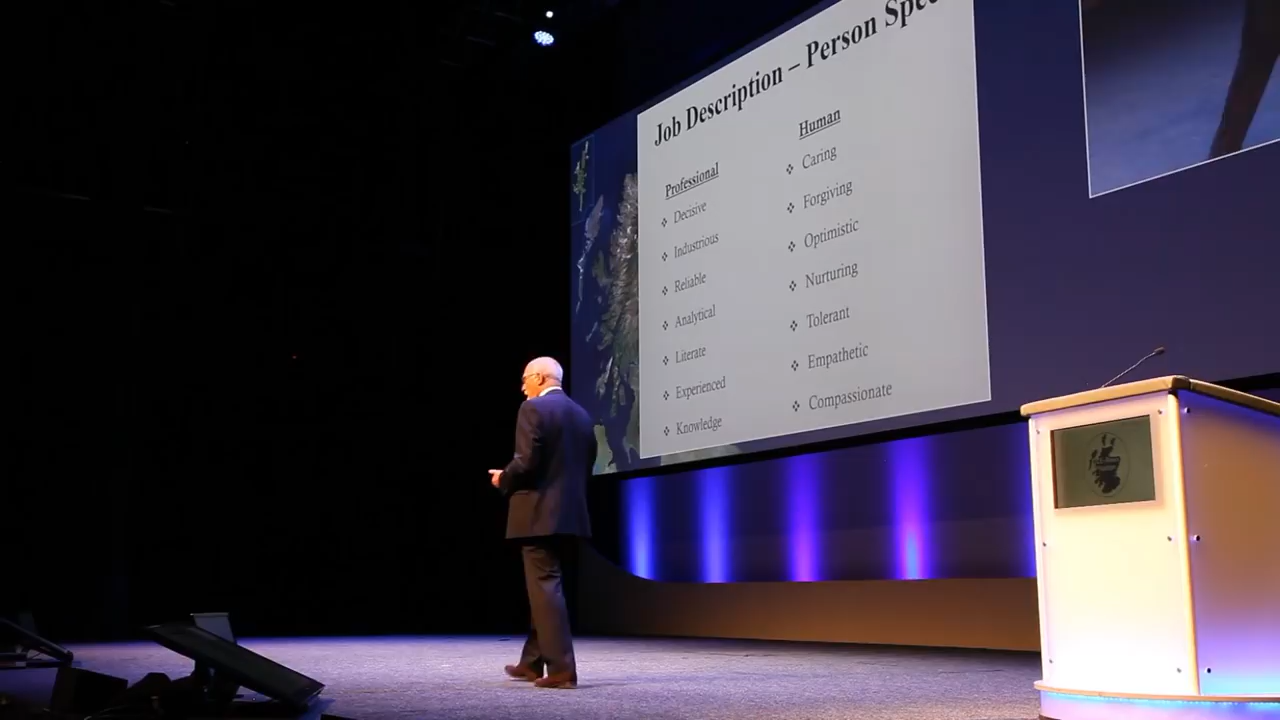 Job Description – Person Spec
Professional
Decisive
Industrious
Reliable
Analytical
Literate
Experienced
Knowledge
Human
Caring
Forgiving
Optimistic
Nurturing
Tolerant
Empathetic
Compassionate